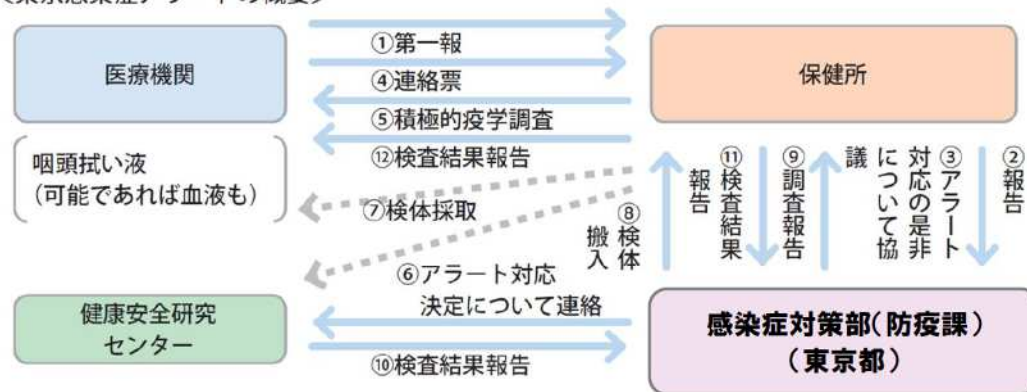 医療機関
保健所
①第一報
④連絡票
⑤積極的疫学調査
⑫検査結果報告
咽頭拭い液
(可能であれば血液も)
⑦検体採取
⑧検体
搬入
⑪検査結果
報告
⑨調査報告
③アラート
対応の是非
について協
議
②報告
⑥アラート対応
決定について連絡
健康安全研究
センター
⑩検査結果報告
感染症対策部(防疫課)
(東京都)